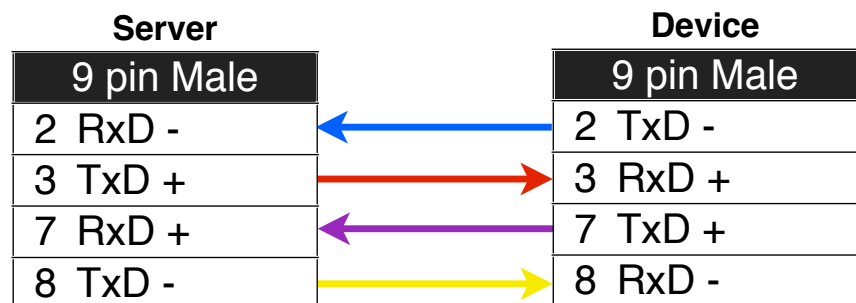 Server Device
9 pin Male 9 pin Male
2 RxD - 2 TxD -
3 TxD + 3 RxD +
7 RxD + 7 TxD +
8 TxD - 8 RxD -